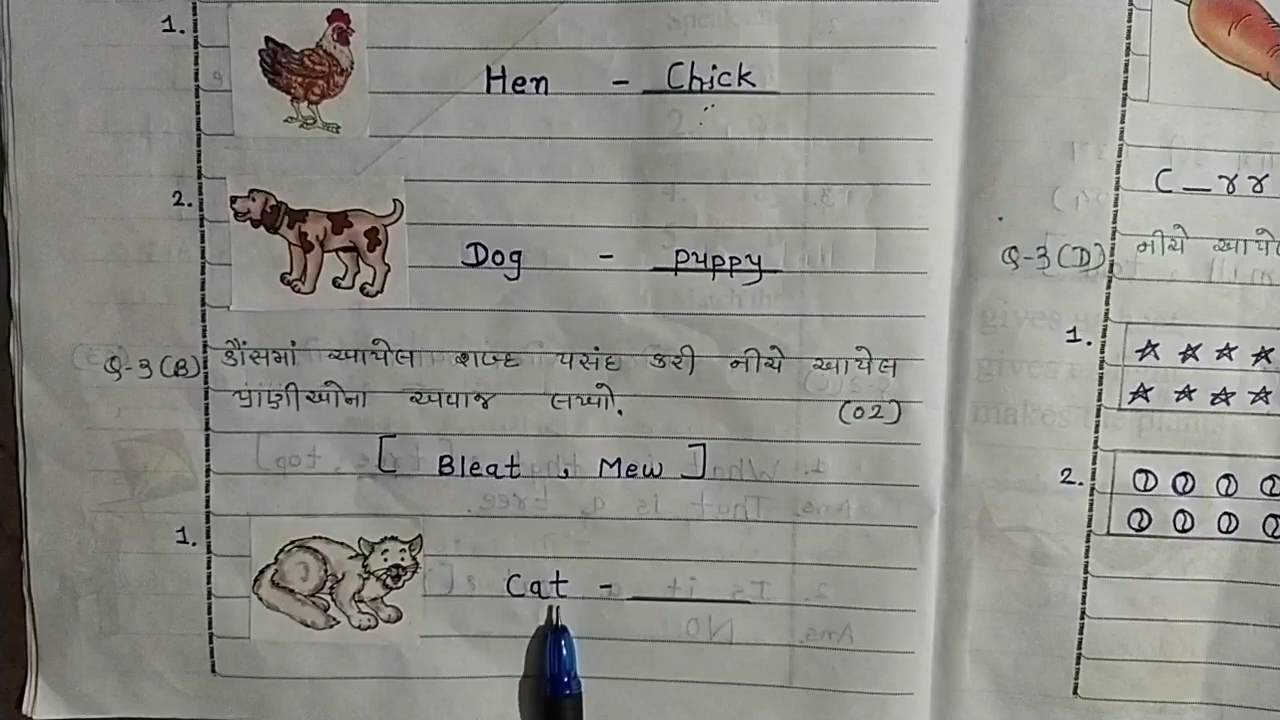 1.
Hen - Chick
2.
Dog - puppy
Q-3(B) કૌંસમાં આપેલ શબ્દ પસંદ કરી નીચે આપેલ
પ્રાણીઓના અવાજ લખો. (02)
[ Bleat , Mew ]
1.
Cat -
C_rr
Q-3(D) નીચે
1.
2.